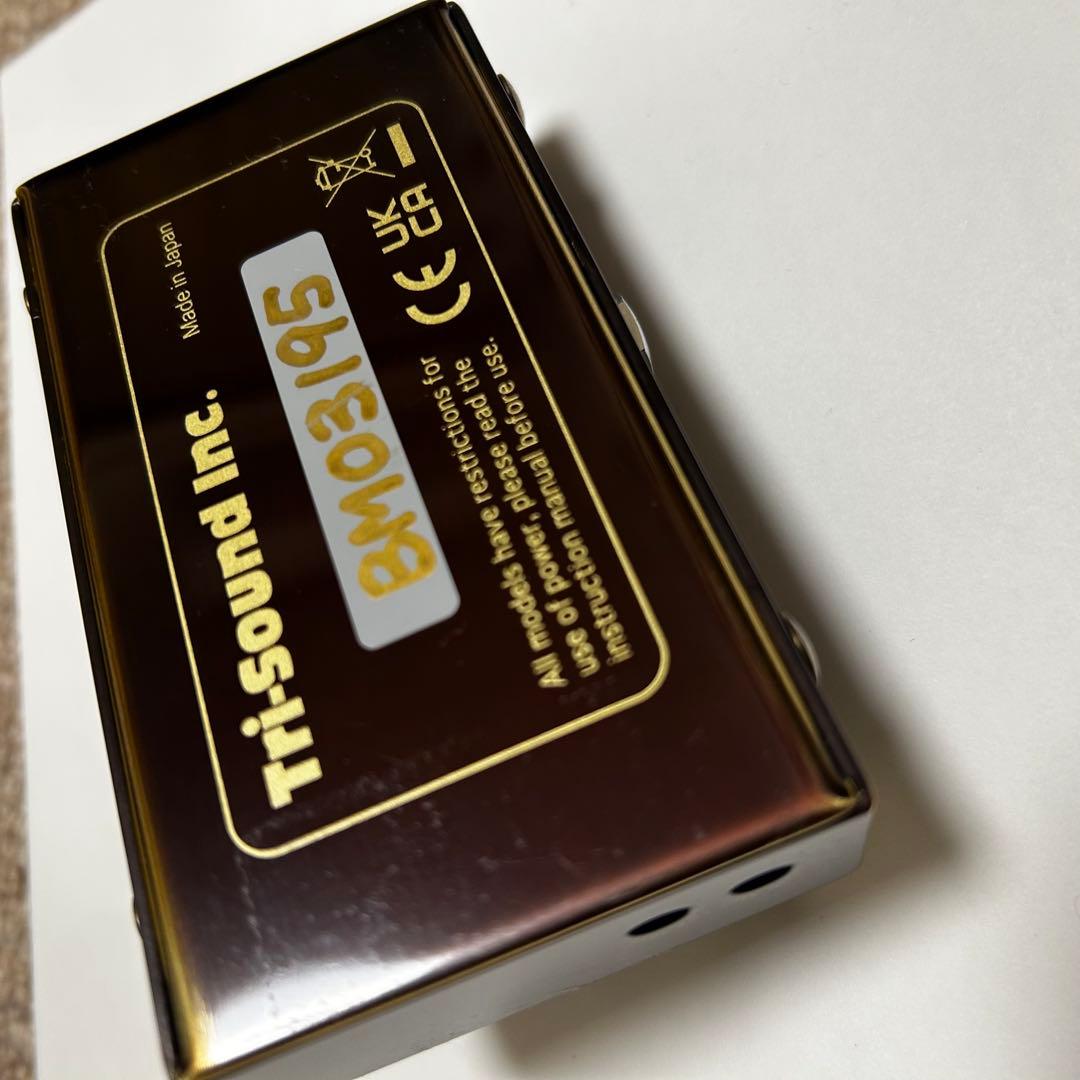 Tri-Sound Inc.
Made in Japan
BM03195
All models have restrictions for
use of power, please read the
instruction manual before use.
CE
UK
CA